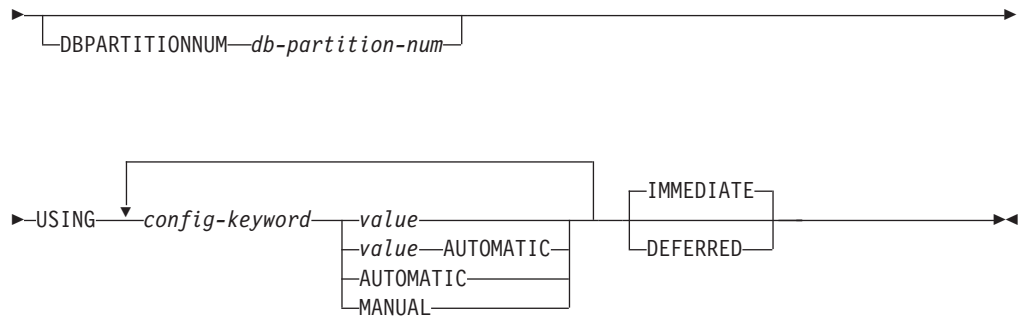 DBPARTITIONNUM db-partition-num
IMMEDIATE
USING config-keyword value
DEFERRED
value AUTOMATIC
AUTOMATIC
MANUAL